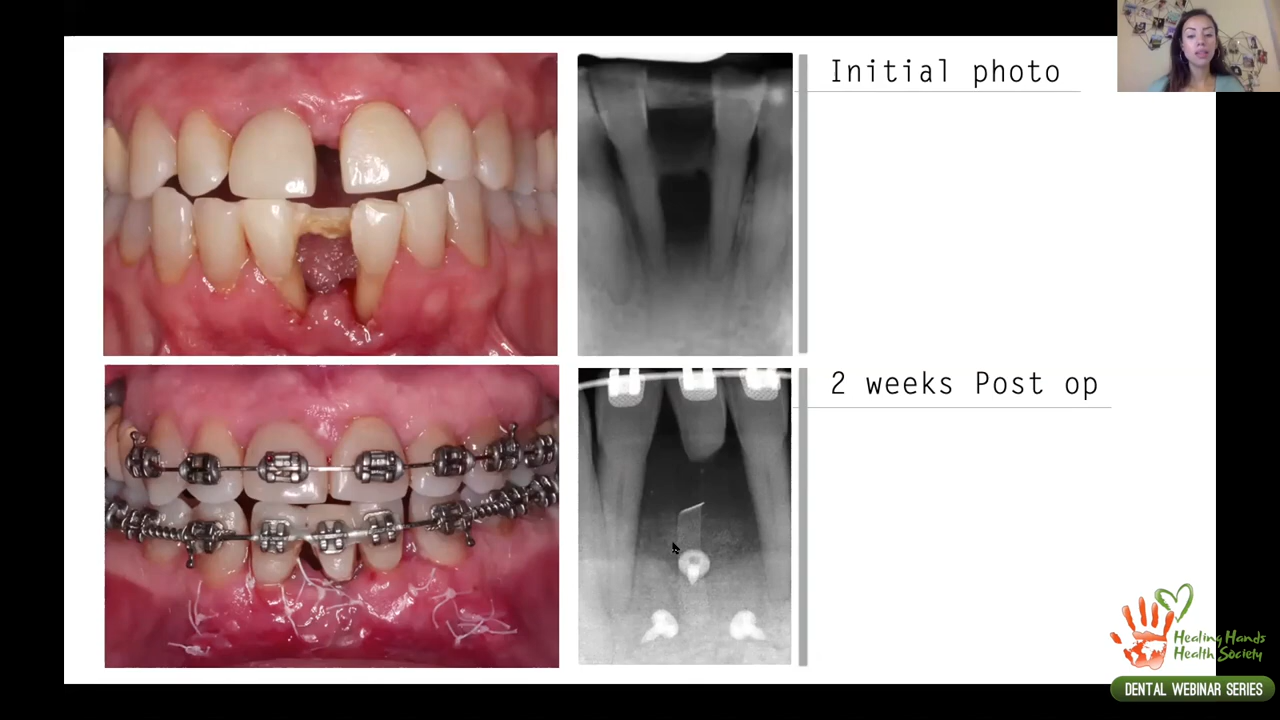 Initial photo
2 weeks Post op
Healing Hands
Health Society
DENTAL WEBINAR SERIES